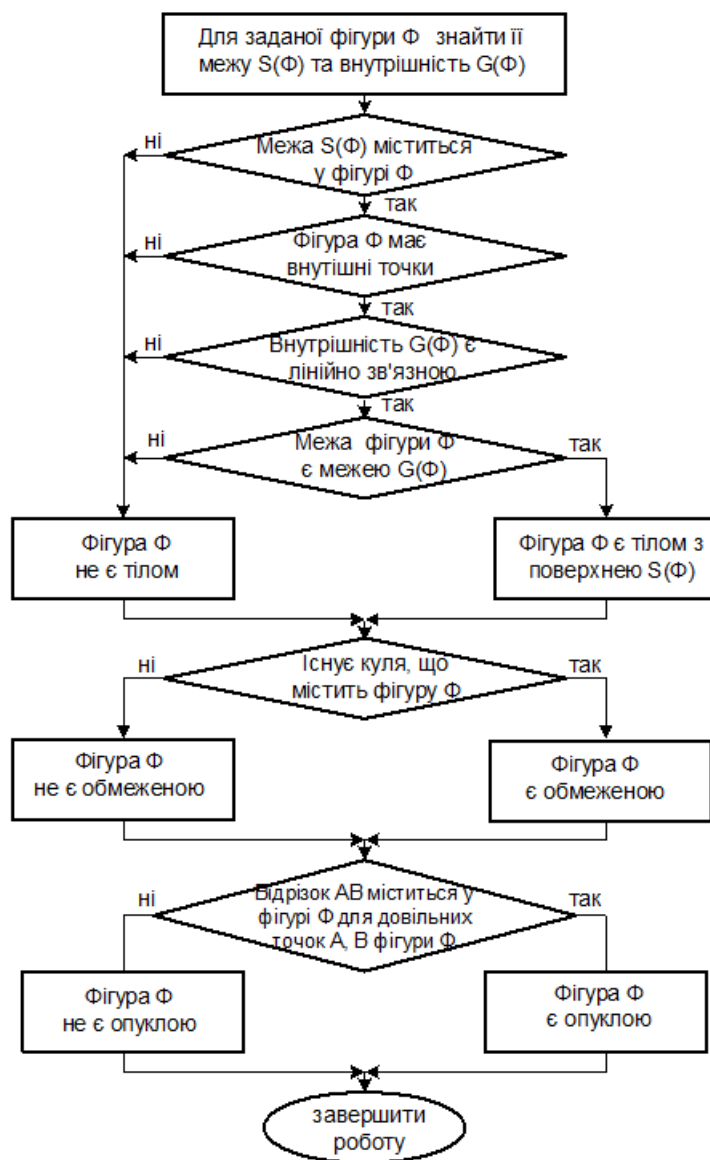 Для заданої фігури Ф знайти її
межу S(Ф) та внутрішність G(Ф)
ні
Межа S(Ф) міститься
у фігурі Ф
так
ні
Фігура Ф має
внутішні точки
так
ні
Внутрішність G(Ф) є
лінійно зв'язною
так
ні
Межа фігури Ф
є межею G(Ф)
так
Фігура Ф
не є тілом
Фігура Ф є тілом з
поверхнею S(Ф)
ні
Існує куля, що
містить фігуру Ф
так
Фігура Ф
не є обмеженою
Фігура Ф
є обмеженою
ні
Відрізок AB міститься у
фігурі Ф для довільних
точок A, B фігури Ф
так
Фігура Ф
не є опуклою
Фігура Ф
є опуклою
завершити
роботу